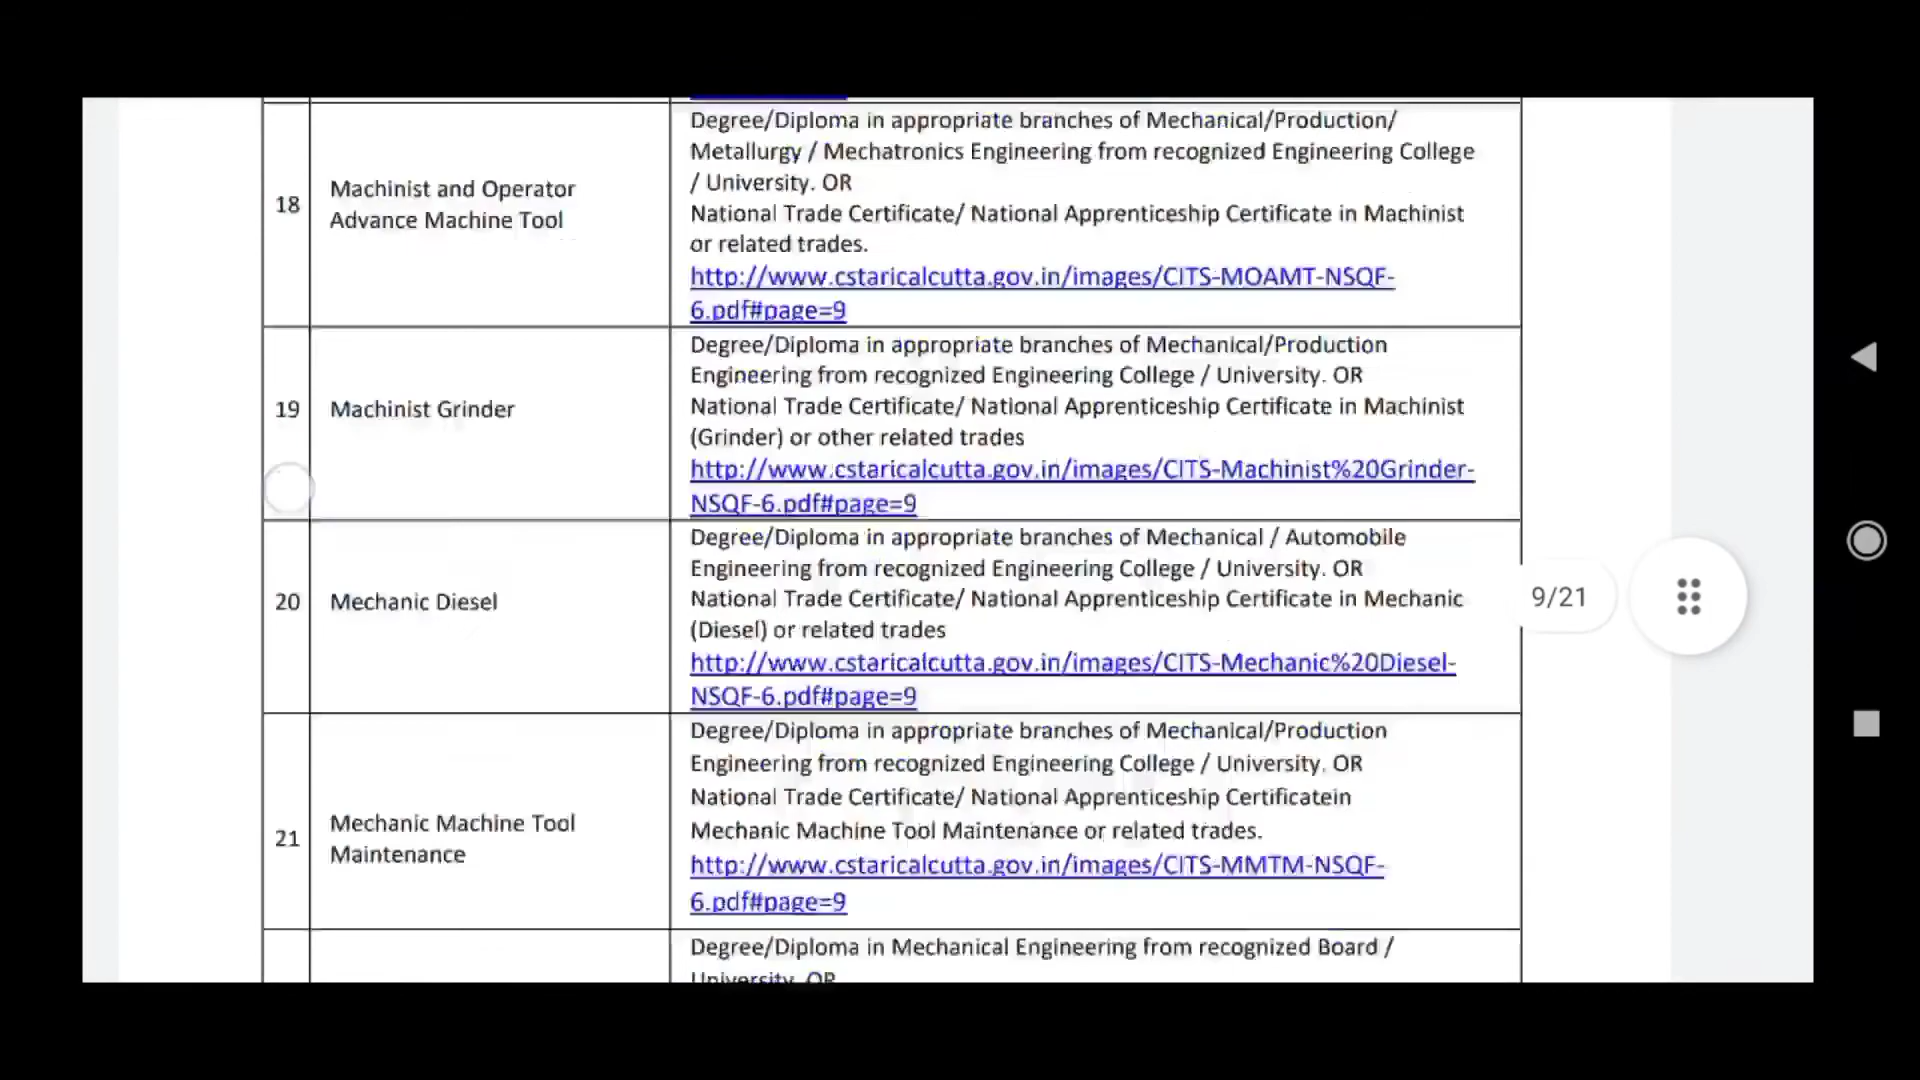 18
Machinist and Operator
Advance Machine Tool
Degree/Diploma in appropriate branches of Mechanical/Production/
Metallurgy / Mechatronics Engineering from recognized Engineering College
/ University. OR
National Trade Certificate/ National Apprenticeship Certificate in Machinist
or related trades.
http://www.cstaricalcutta.gov.in/images/CITS-MOAMT-NSQF-
6.pdf#page=9
19
Machinist Grinder
Degree/Diploma in appropriate branches of Mechanical/Production
Engineering from recognized Engineering College / University. OR
National Trade Certificate/ National Apprenticeship Certificate in Machinist
(Grinder) or other related trades
http://www.cstaricalcutta.gov.in/images/CITS-Machinist%20Grinder-
NSQF-6.pdf#page=9
20
Mechanic Diesel
Degree/Diploma in appropriate branches of Mechanical / Automobile
Engineering from recognized Engineering College / University. OR
National Trade Certificate/ National Apprenticeship Certificate in Mechanic
(Diesel) or related trades
http://www.cstaricalcutta.gov.in/images/CITS-Mechanic%20Diesel-
NSQF-6.pdf#page=9
9/21
21
Mechanic Machine Tool
Maintenance
Degree/Diploma in appropriate branches of Mechanical/Production
Engineering from recognized Engineering College / University. OR
National Trade Certificate/ National Apprenticeship Certificatein
Mechanic Machine Tool Maintenance or related trades.
http://www.cstaricalcutta.gov.in/images/CITS-MMTM-NSQF-
6.pdf#page=9
Degree/Diploma in Mechanical Engineering from recognized Board /
University. OR